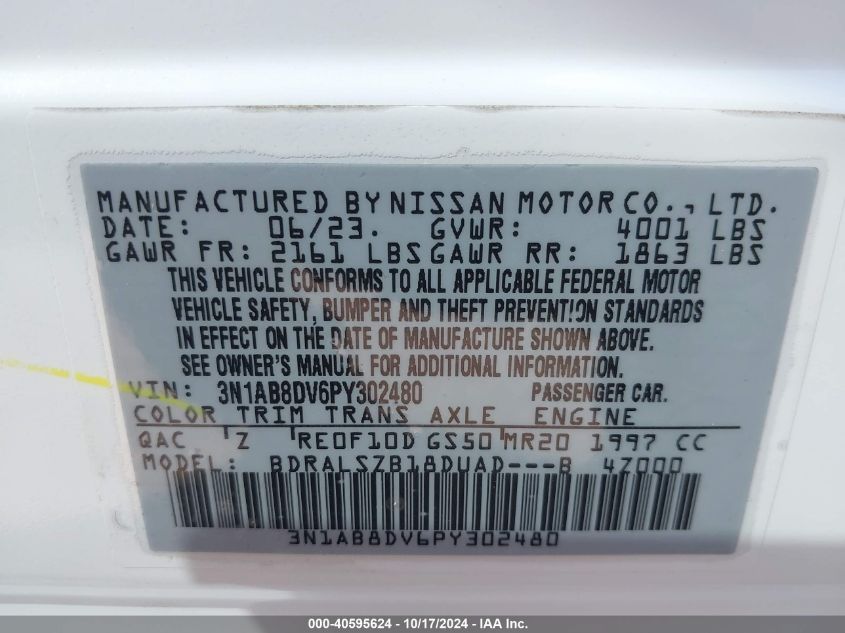 MANUFACTURED BY NISSAN MOTOR CO., LTD.
DATE: 06/23. GVWR: 4001 LBS
GAWR FR: 2161 LBS GAWR RR: 1863 LBS
THIS VEHICLE CONFORMS TO ALL APPLICABLE FEDERAL MOTOR
VEHICLE SAFETY, BUMPER AND THEFT PREVENTION STANDARDS
IN EFFECT ON THE DATE OF MANUFACTURE SHOWN ABOVE.
SEE OWNER'S MANUAL FOR ADDITIONAL INFORMATION.
VIN: 3N1AB8DV6PY302480 PASSENGER CAR.
COLOR TRIM TRANS AXLE ENGINE
QAC Z RE0F10D GS50 MR20 1997 CC
MODEL: BDRALSZB18DUAD---B 4Z000
3N1AB8DV6PY302480
000-40595624 - 10/17/2024 - IAA Inc.